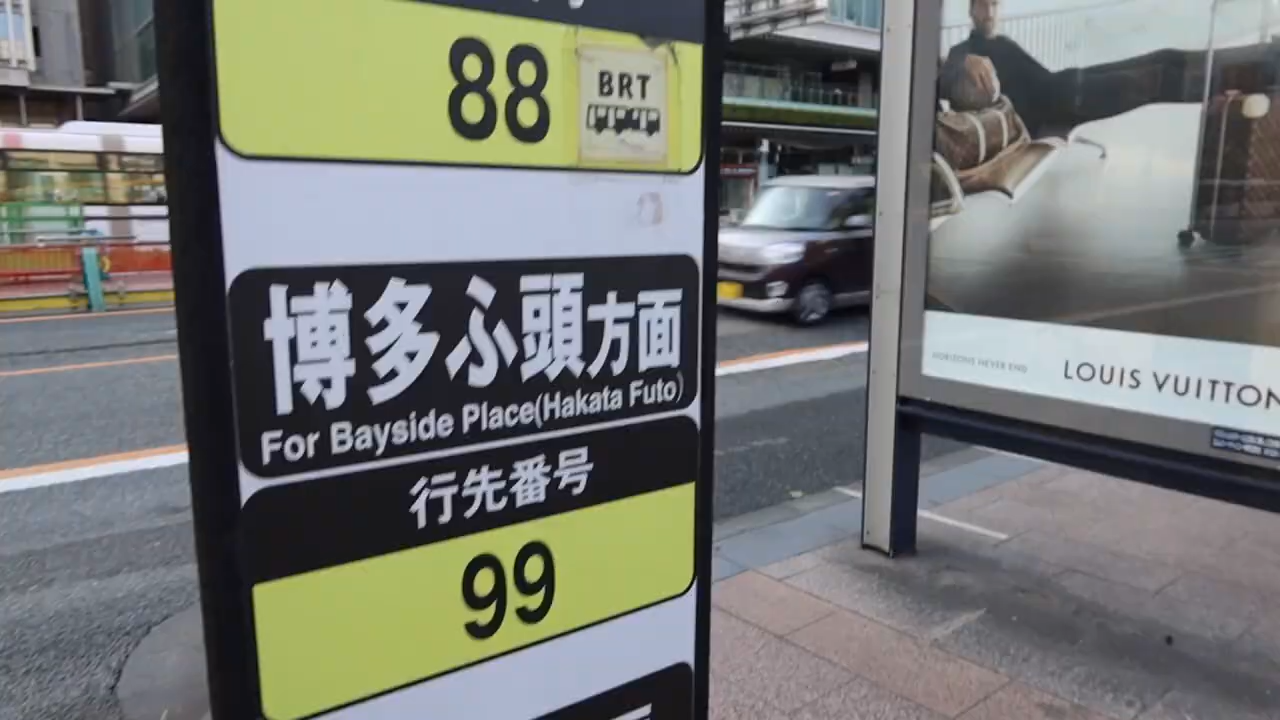 88
BRT
博多ふ頭方面
For Bayside Place(Hakata Futo)
行先番号
99
HORIZONS NEVER END
LOUIS VUITTON